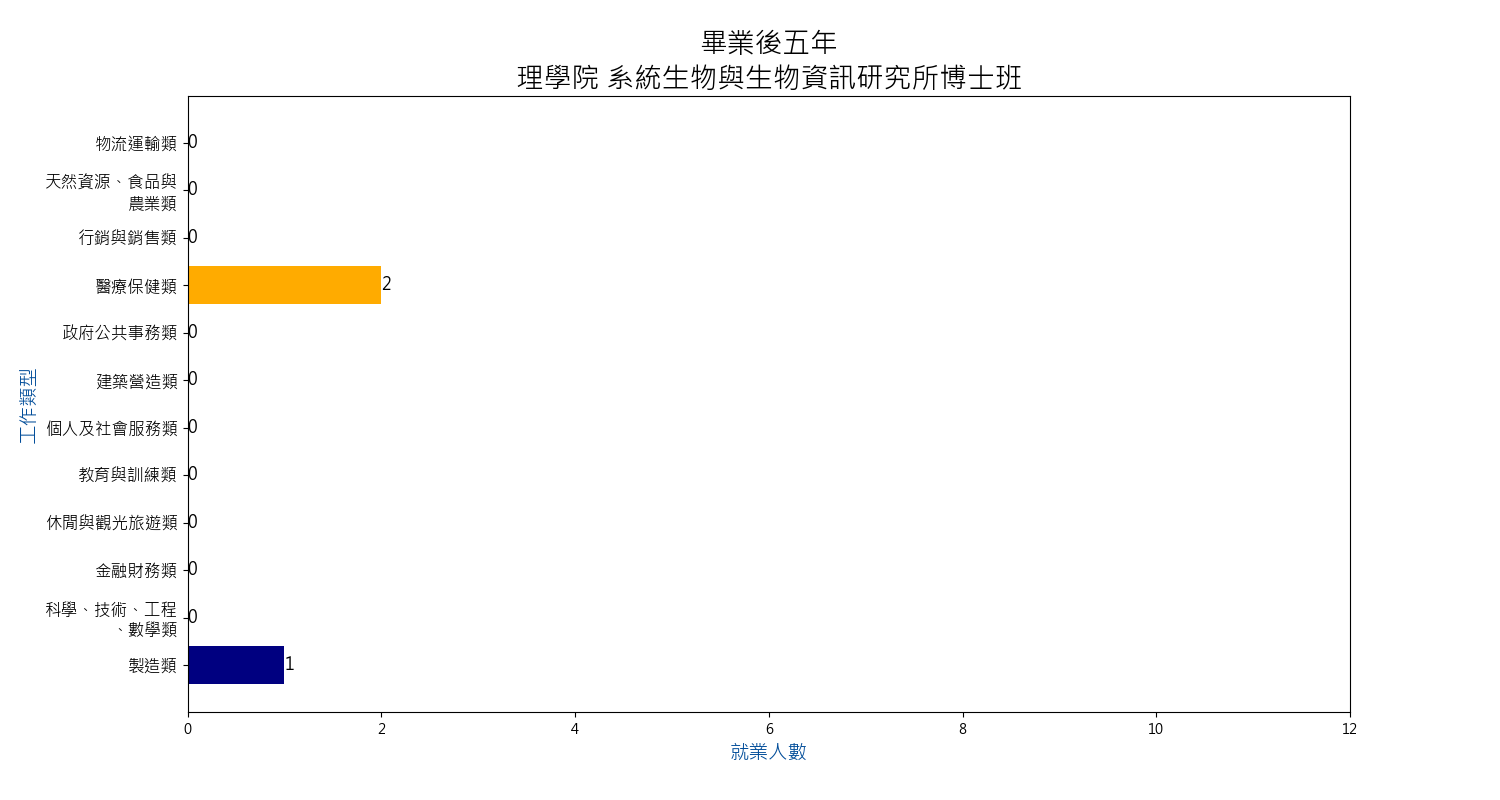 畢業後五年
理學院 系統生物與生物資訊研究所博士班
物流運輸類
0
天然資源、食品與
農業類
0
行銷與銷售類
0
醫療保健類
2
政府公共事務類
0
建築營造類
0
個人及社會服務類
0
教育與訓練類
0
休閒與觀光旅遊類
0
金融財務類
0
科學、技術、工程
、數學類
0
製造類
1
工作類型
0 2 4 6 8 10 12
就業人數